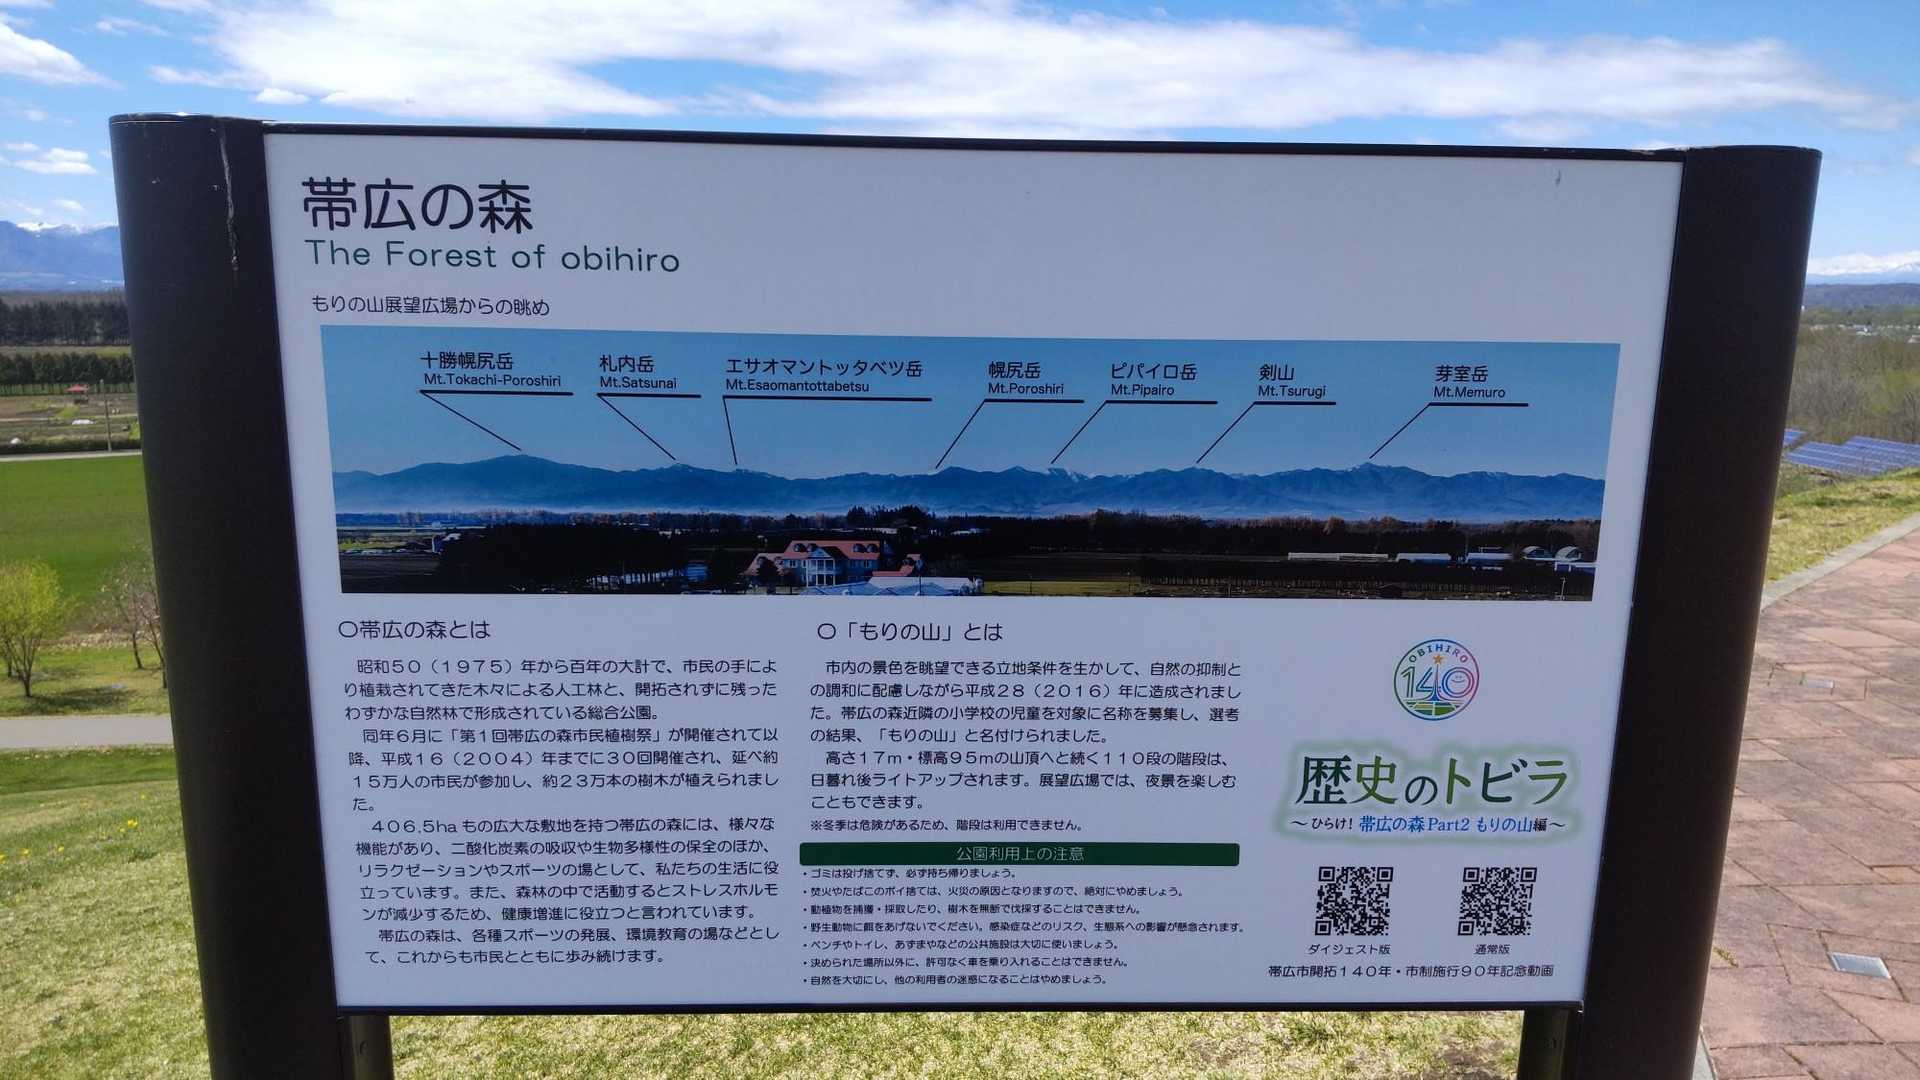 帯広の森
The Forest of obihiro
もりの山展望広場からの眺め
十勝幌尻岳
Mt.Tokachi-Poroshiri
札内岳
Mt.Satsunai
エサオマントッタベツ岳
Mt.Esaomantottabetsu
幌尻岳
Mt.Poroshiri
ピパイロ岳
Mt.Pipairo
剣山
Mt.Tsurugi
芽室岳
Mt.Memuro
〇帯広の森とは
昭和50(1975)年から百年の大計で、市民の手によ
り植栽されてきた木々による人工林と、開拓されずに残った
わずかな自然林で形成されている総合公園。
同年6月に「第1回帯広の森市民植樹祭」が開催されて以
降、平成16(2004)年までに30回開催され、延べ約
15万人の市民が参加し、約23万本の樹木が植えられまし
た。
406.5haもの広大な敷地を持つ帯広の森には、様々な
機能があり、二酸化炭素の吸収や生物多様性の保全のほか、
リラクゼーションやスポーツの場として、私たちの生活に役
立っています。また、森林の中で活動するとストレスホルモ
ンが減少するため、健康増進に役立つと言われています。
帯広の森は、各種スポーツの発展、環境教育の場などとし
て、これからも市民とともに歩み続けます。
〇「もりの山」とは
市内の景色を眺望できる立地条件を生かして、自然の抑制と
の調和に配慮しながら平成28(2016)年に造成されまし
た。帯広の森近隣の小学校の児童を対象に名称を募集し、選考
の結果、「もりの山」と名付けられました。
高さ17m・標高95mの山頂へと続く110段の階段は、
日暮れ後ライトアップされます。展望広場では、夜景を楽しむ
こともできます。
※冬季は危険があるため、階段は利用できません。
公園利用上の注意
・ゴミは投げ捨てず、必ず持ち帰りましょう。
・焚火やたばこのポイ捨ては、火災の原因となりますので、絶対にやめましょう。
・動植物を捕獲・採取したり、樹木を無断で伐採することはできません。
・野生動物に餌をあげないでください。感染症などのリスク、生態系への影響が懸念されます。
・ベンチやトイレ、あずまやなどの公共施設は大切に使いましょう。
・決められた場所以外に、許可なく車を乗り入れることはできません。
・自然を大切にし、他の利用者の迷惑になることはやめましょう。
OBIHIRO
140
歴史のトビラ
～ひらけ!帯広の森Part2 もりの山編～
ダイジェスト版
通常版
帯広市開拓140年・市制施行90年記念動画